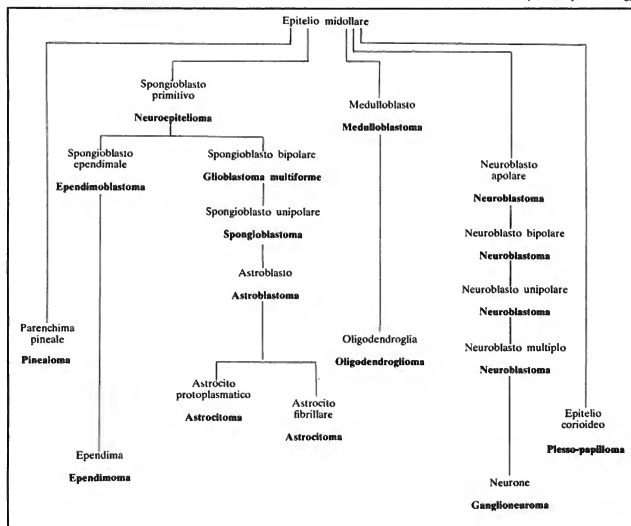 Epitelio midollare
Spongioblasto
primitivo
Neuroepitelioma
Medulloblasto
Medulloblastoma
Spongioblasto
ependimale
Ependimoblastoma
Spongioblasto bipolare
Glioblastoma multiforme
Neuroblasto
apolare
Neuroblastoma
Spongioblasto unipolare
Spongioblastoma
Neuroblasto bipolare
Neuroblastoma
Astroblasto
Astroblastoma
Neuroblasto unipolare
Neuroblastoma
Parenchima
pineale
Pinealoma
Oligodendroglia
Oligodendroglioma
Neuroblasto multiplo
Neuroblastoma
Astrocito
protoplasmatico
Astrocitoma
Astrocito
fibrillare
Astrocitoma
Epitelio
corioideo
Plesso-papilloma
Ependima
Ependimoma
Neurone
Ganglioneuroma